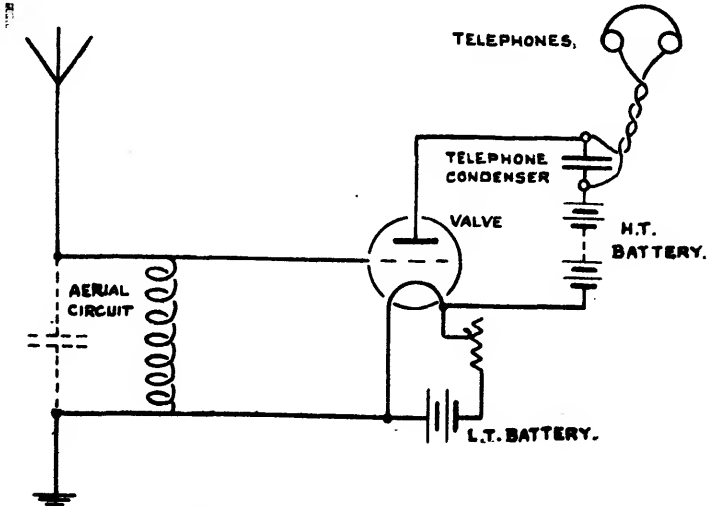 TELEPHONES,
TELEPHONE
CONDENSER
VALVE
H.T.
BATTERY.
AERIAL
CIRCUIT
L.T. BATTERY.